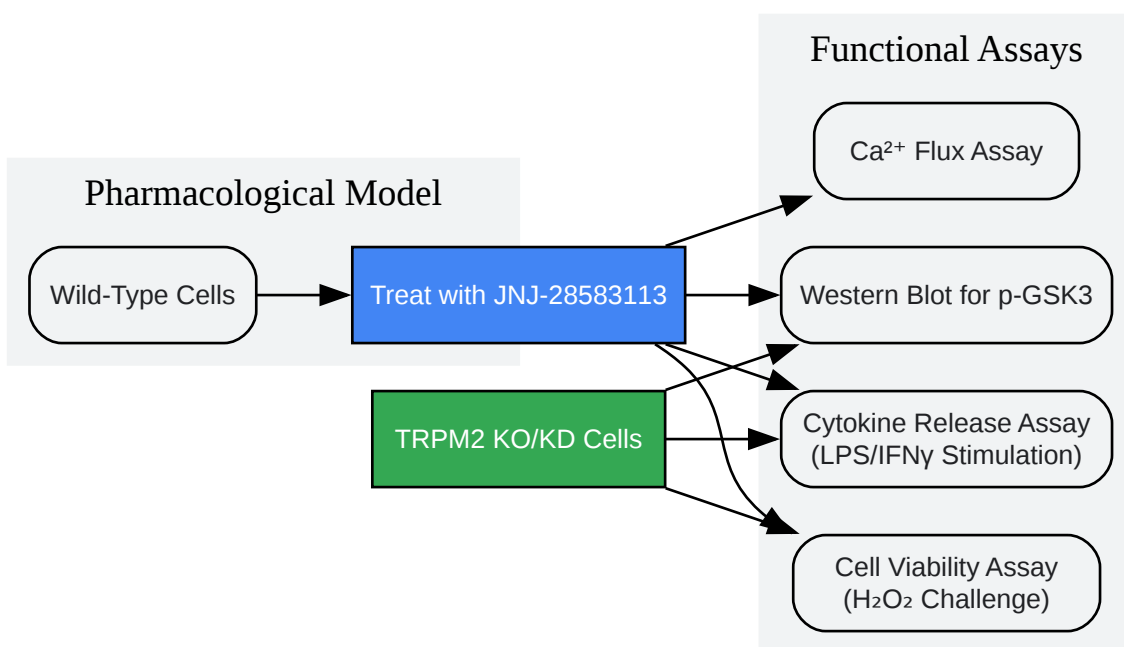 Functional Assays
Ca²⁺ Flux Assay
Pharmacological Model
Wild-Type Cells
Treat with JNJ-28583113
Western Blot for p-GSK3
TRPM2 KO/KD Cells
Cytokine Release Assay
(LPS/IFNγ Stimulation)
Cell Viability Assay
(H₂O₂ Challenge)